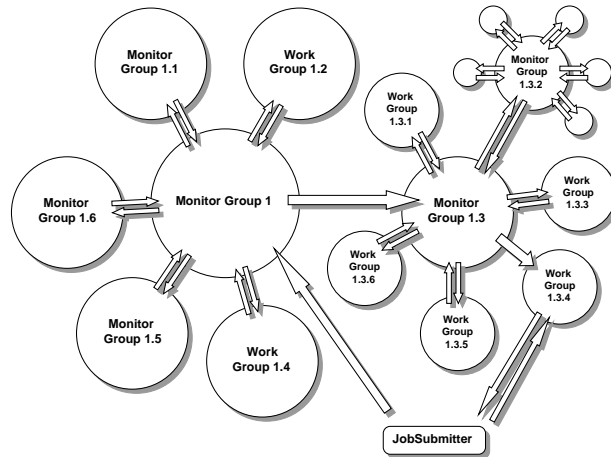 Monitor
Group 1.1
Work
Group 1.2
Monitor
Group
1.3.2
Work
Group
1.3.1
Monitor
Group 1.6
Monitor Group 1
Monitor
Group 1.3
Work
Group
1.3.3
Work
Group
1.3.6
Work
Group
1.3.4
Monitor
Group 1.5
Work
Group 1.4
Work
Group
1.3.5
JobSubmitter